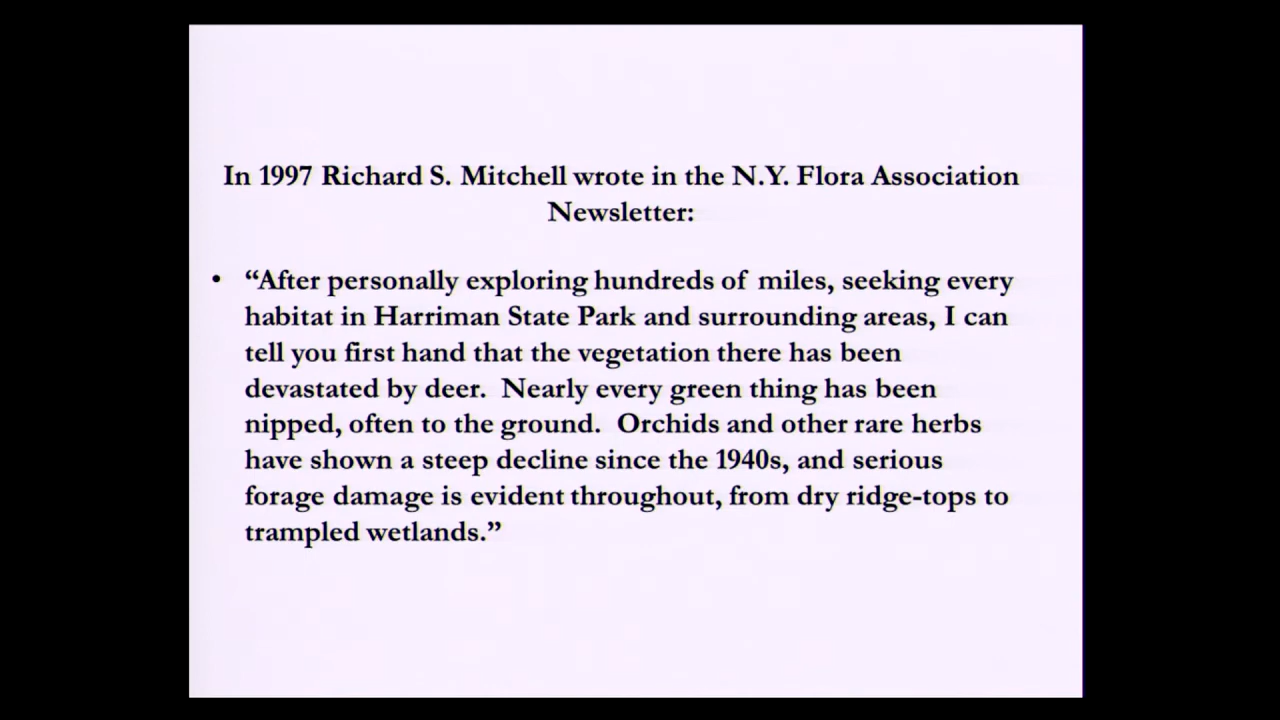 In 1997 Richard S. Mitchell wrote in the N.Y. Flora Association
Newsletter:
• “After personally exploring hundreds of miles, seeking every
habitat in Harriman State Park and surrounding areas, I can
tell you first hand that the vegetation there has been
devastated by deer. Nearly every green thing has been
nipped, often to the ground. Orchids and other rare herbs
have shown a steep decline since the 1940s, and serious
forage damage is evident throughout, from dry ridge-tops to
trampled wetlands.”